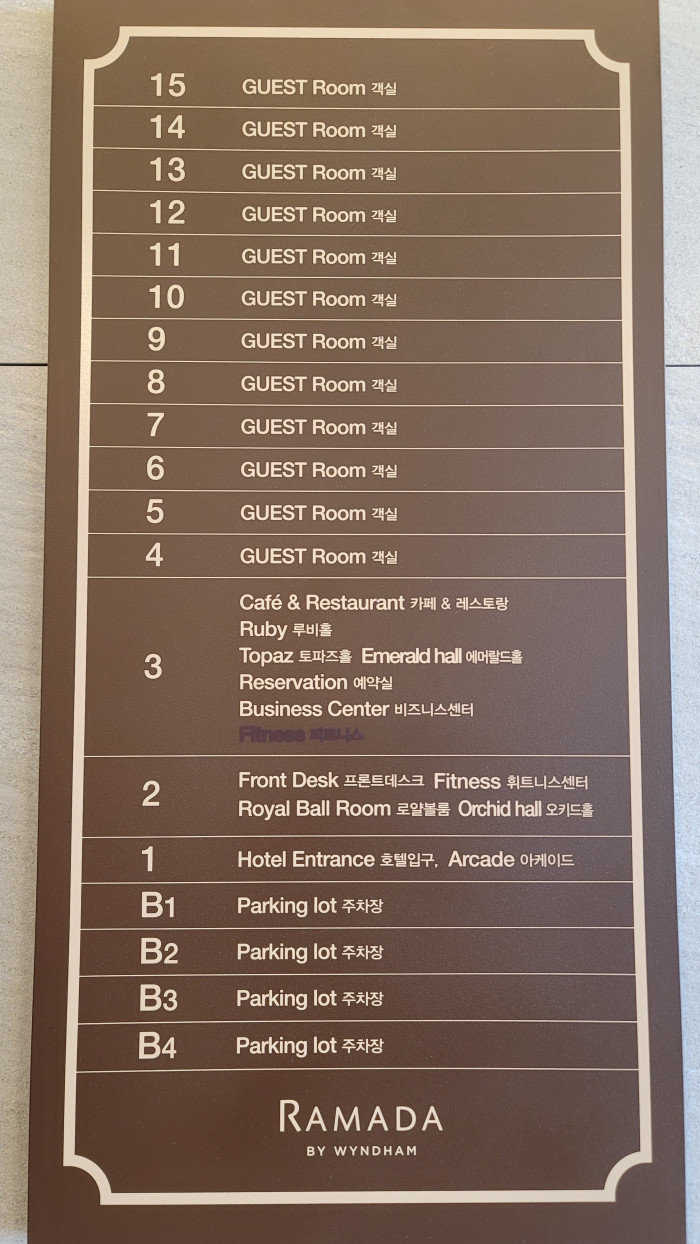 15 GUEST Room 객실
14 GUEST Room 객실
13 GUEST Room 객실
12 GUEST Room 객실
11 GUEST Room 객실
10 GUEST Room 객실
9 GUEST Room 객실
8 GUEST Room 객실
7 GUEST Room 객실
6 GUEST Room 객실
5 GUEST Room 객실
4 GUEST Room 객실
Café & Restaurant 카페 & 레스토랑
Ruby 루비홀
3 Topaz 토파즈홀 Emerald hall 에머랄드홀
Reservation 예약실
Business Center 비즈니스센터
Fitness 휘트니스
2 Front Desk 프론트데스크 Fitness 휘트니스센터
Royal Ball Room 로얄볼룸 Orchid hall 오키드홀
1 Hotel Entrance 호텔입구, Arcade 아케이드
B1 Parking lot 주차장
B2 Parking lot 주차장
B3 Parking lot 주차장
B4 Parking lot 주차장
RAMADA
BY WYNDHAM